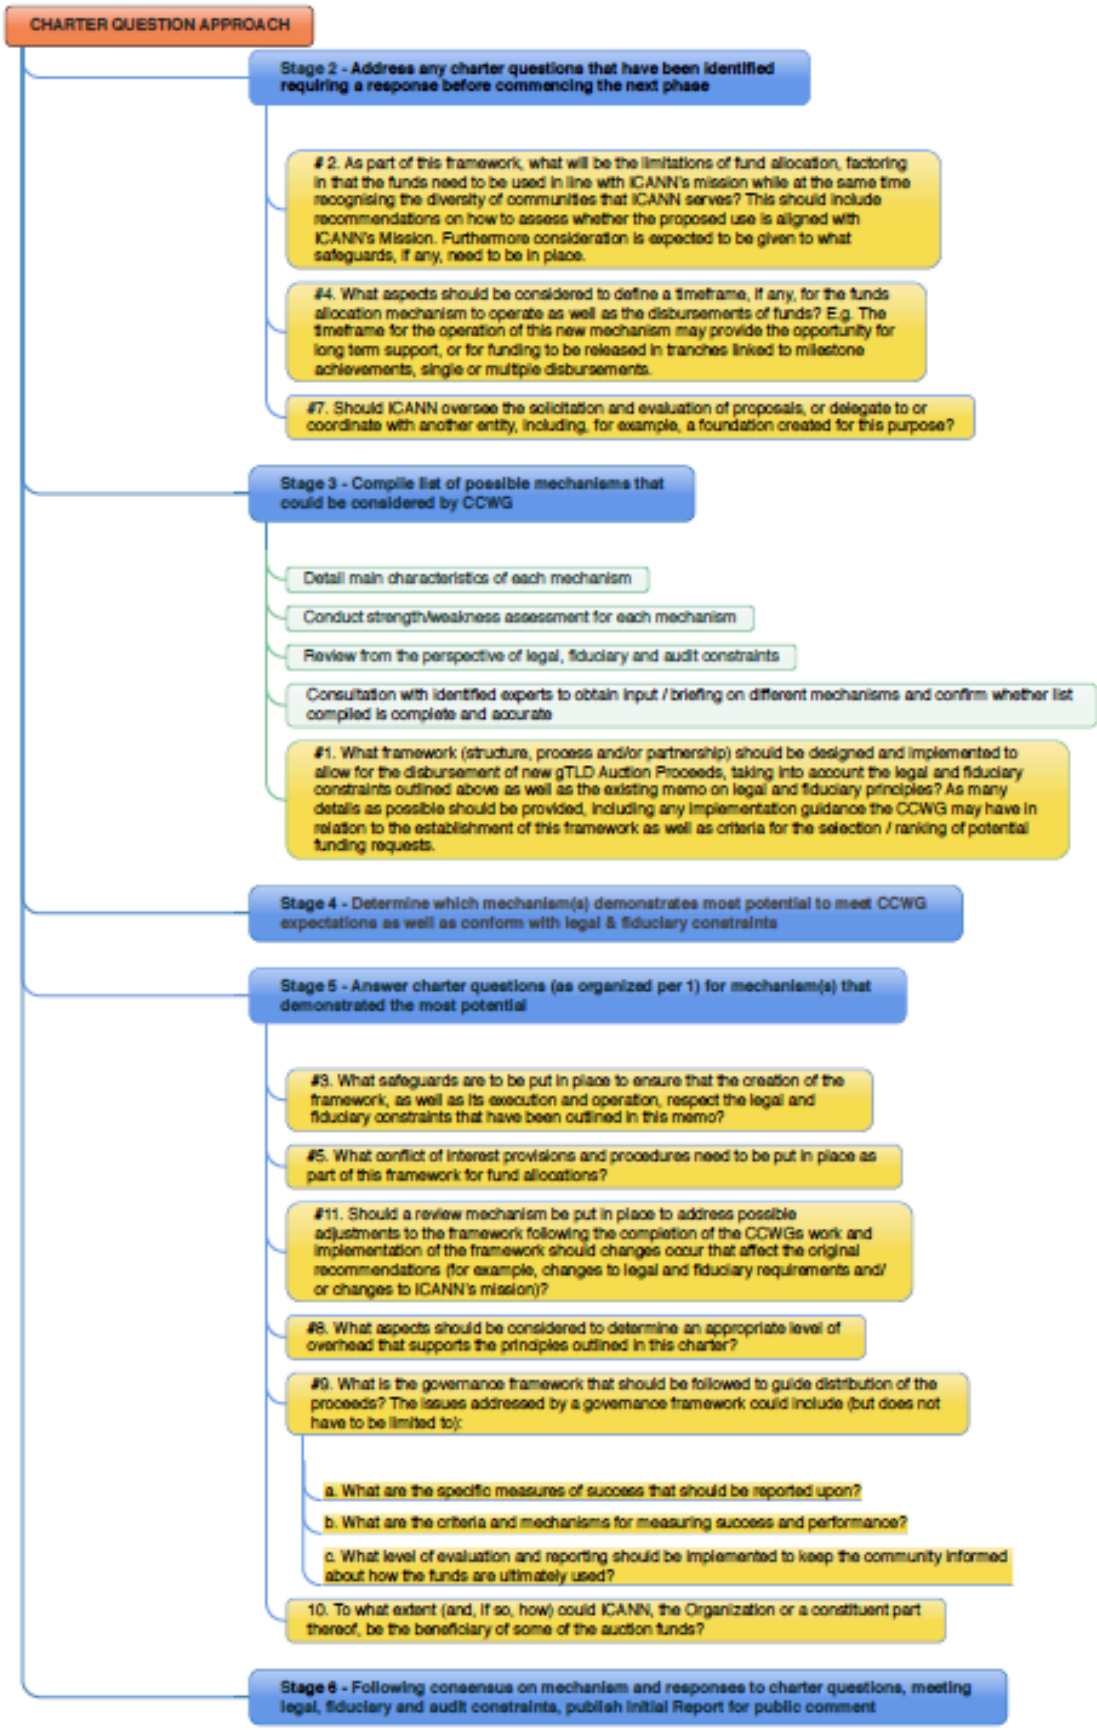 CHARTER QUESTION APPROACH
Stage 2 - Address any charter questions that have been identified
requiring a response before commencing the next phase
# 2. As part of this framework, what will be the limitations of fund allocation, factoring
in that the funds need to be used in line with ICANN's mission while at the same time
recognising the diversity of communities that ICANN serves? This should include
recommendations on how to assess whether the proposed use is aligned with
ICANN's Mission. Furthermore consideration is expected to be given to what
safeguards, if any, need to be in place.
#4. What aspects should be considered to define a timeframe, if any, for the funds
allocation mechanism to operate as well as the disbursements of funds? E.g. The
timeframe for the operation of this new mechanism may provide the opportunity for
long term support, or for funding to be released in tranches linked to milestone
achievements, single or multiple disbursements.
#7. Should ICANN oversee the solicitation and evaluation of proposals, or delegate to or
coordinate with another entity, including, for example, a foundation created for this purpose?
Stage 3 - Compile list of possible mechanisms that
could be considered by CCWG
Detail main characteristics of each mechanism
Conduct strength/weakness assessment for each mechanism
Review from the perspective of legal, fiduciary and audit constraints
Consultation with identified experts to obtain input / briefing on different mechanisms and confirm whether list
compiled is complete and accurate
#1. What framework (structure, process and/or partnership) should be designed and implemented to
allow for the disbursement of new gTLD Auction Proceeds, taking into account the legal and fiduciary
constraints outlined above as well as the existing memo on legal and fiduciary principles? As many
details as possible should be provided, including any implementation guidance the CCWG may have in
relation to the establishment of this framework as well as criteria for the selection / ranking of potential
funding requests.
Stage 4 - Determine which mechanism(s) demonstrates most potential to meet CCWG
expectations as well as conform with legal & fiduciary constraints
Stage 5 - Answer charter questions (as organized per 1) for mechanism(s) that
demonstrated the most potential
#3. What safeguards are to be put in place to ensure that the creation of the
framework, as well as its execution and operation, respect the legal and
fiduciary constraints that have been outlined in this memo?
#5. What conflict of interest provisions and procedures need to be put in place as
part of this framework for fund allocations?
#11. Should a review mechanism be put in place to address possible
adjustments to the framework following the completion of the CCWGs work and
implementation of the framework should changes occur that affect the original
recommendations (for example, changes to legal and fiduciary requirements and/
or changes to ICANN's mission)?
#8. What aspects should be considered to determine an appropriate level of
overhead that supports the principles outlined in this charter?
#9. What is the governance framework that should be followed to guide distribution of the
proceeds? The issues addressed by a governance framework could include (but does not
have to be limited to):
a. What are the specific measures of success that should be reported upon?
b. What are the criteria and mechanisms for measuring success and performance?
c. What level of evaluation and reporting should be implemented to keep the community informed
about how the funds are ultimately used?
10. To what extent (and, if so, how) could ICANN, the Organization or a constituent part
thereof, be the beneficiary of some of the auction funds?
Stage 6 - Following consensus on mechanism and responses to charter questions, meeting
legal, fiduciary and audit constraints, publish Initial Report for public comment